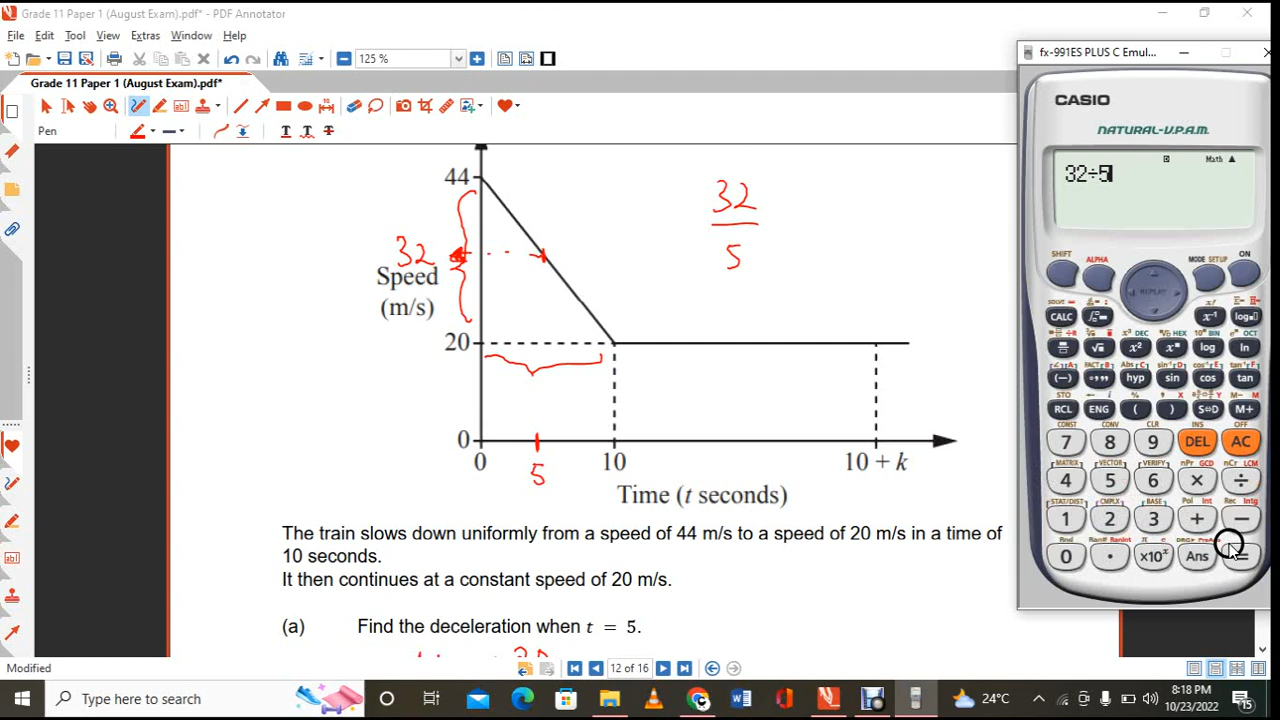 Grade 11 Paper 1 (August Exam).pdf* - PDF Annotator
File Edit Tool View Extras Window Help
125 %
Grade 11 Paper 1 (August Exam).pdf*
Pen
44
32
Speed
(m/s)
20
0
0
5
10
10 + k
Time (t seconds)
32
5
The train slows down uniformly from a speed of 44 m/s to a speed of 20 m/s in a time of
10 seconds.
It then continues at a constant speed of 20 m/s.
(a) Find the deceleration when t = 5.
fx-991ES PLUS C Emul...
CASIO
NATURAL-V.P.A.M.
Math
32÷5
SHIFT ALPHA REPLAY MODE SETUP ON
CALC
log ln
hyp sin cos tan
RCL ENG ( ) S⇔D M+
7 8 9 DEL AC
4 5 6 × ÷
1 2 3 + −
0 • ×10ˣ Ans =
Modified
12 of 16
Type here to search
24°C
8:18 PM
10/23/2022
15